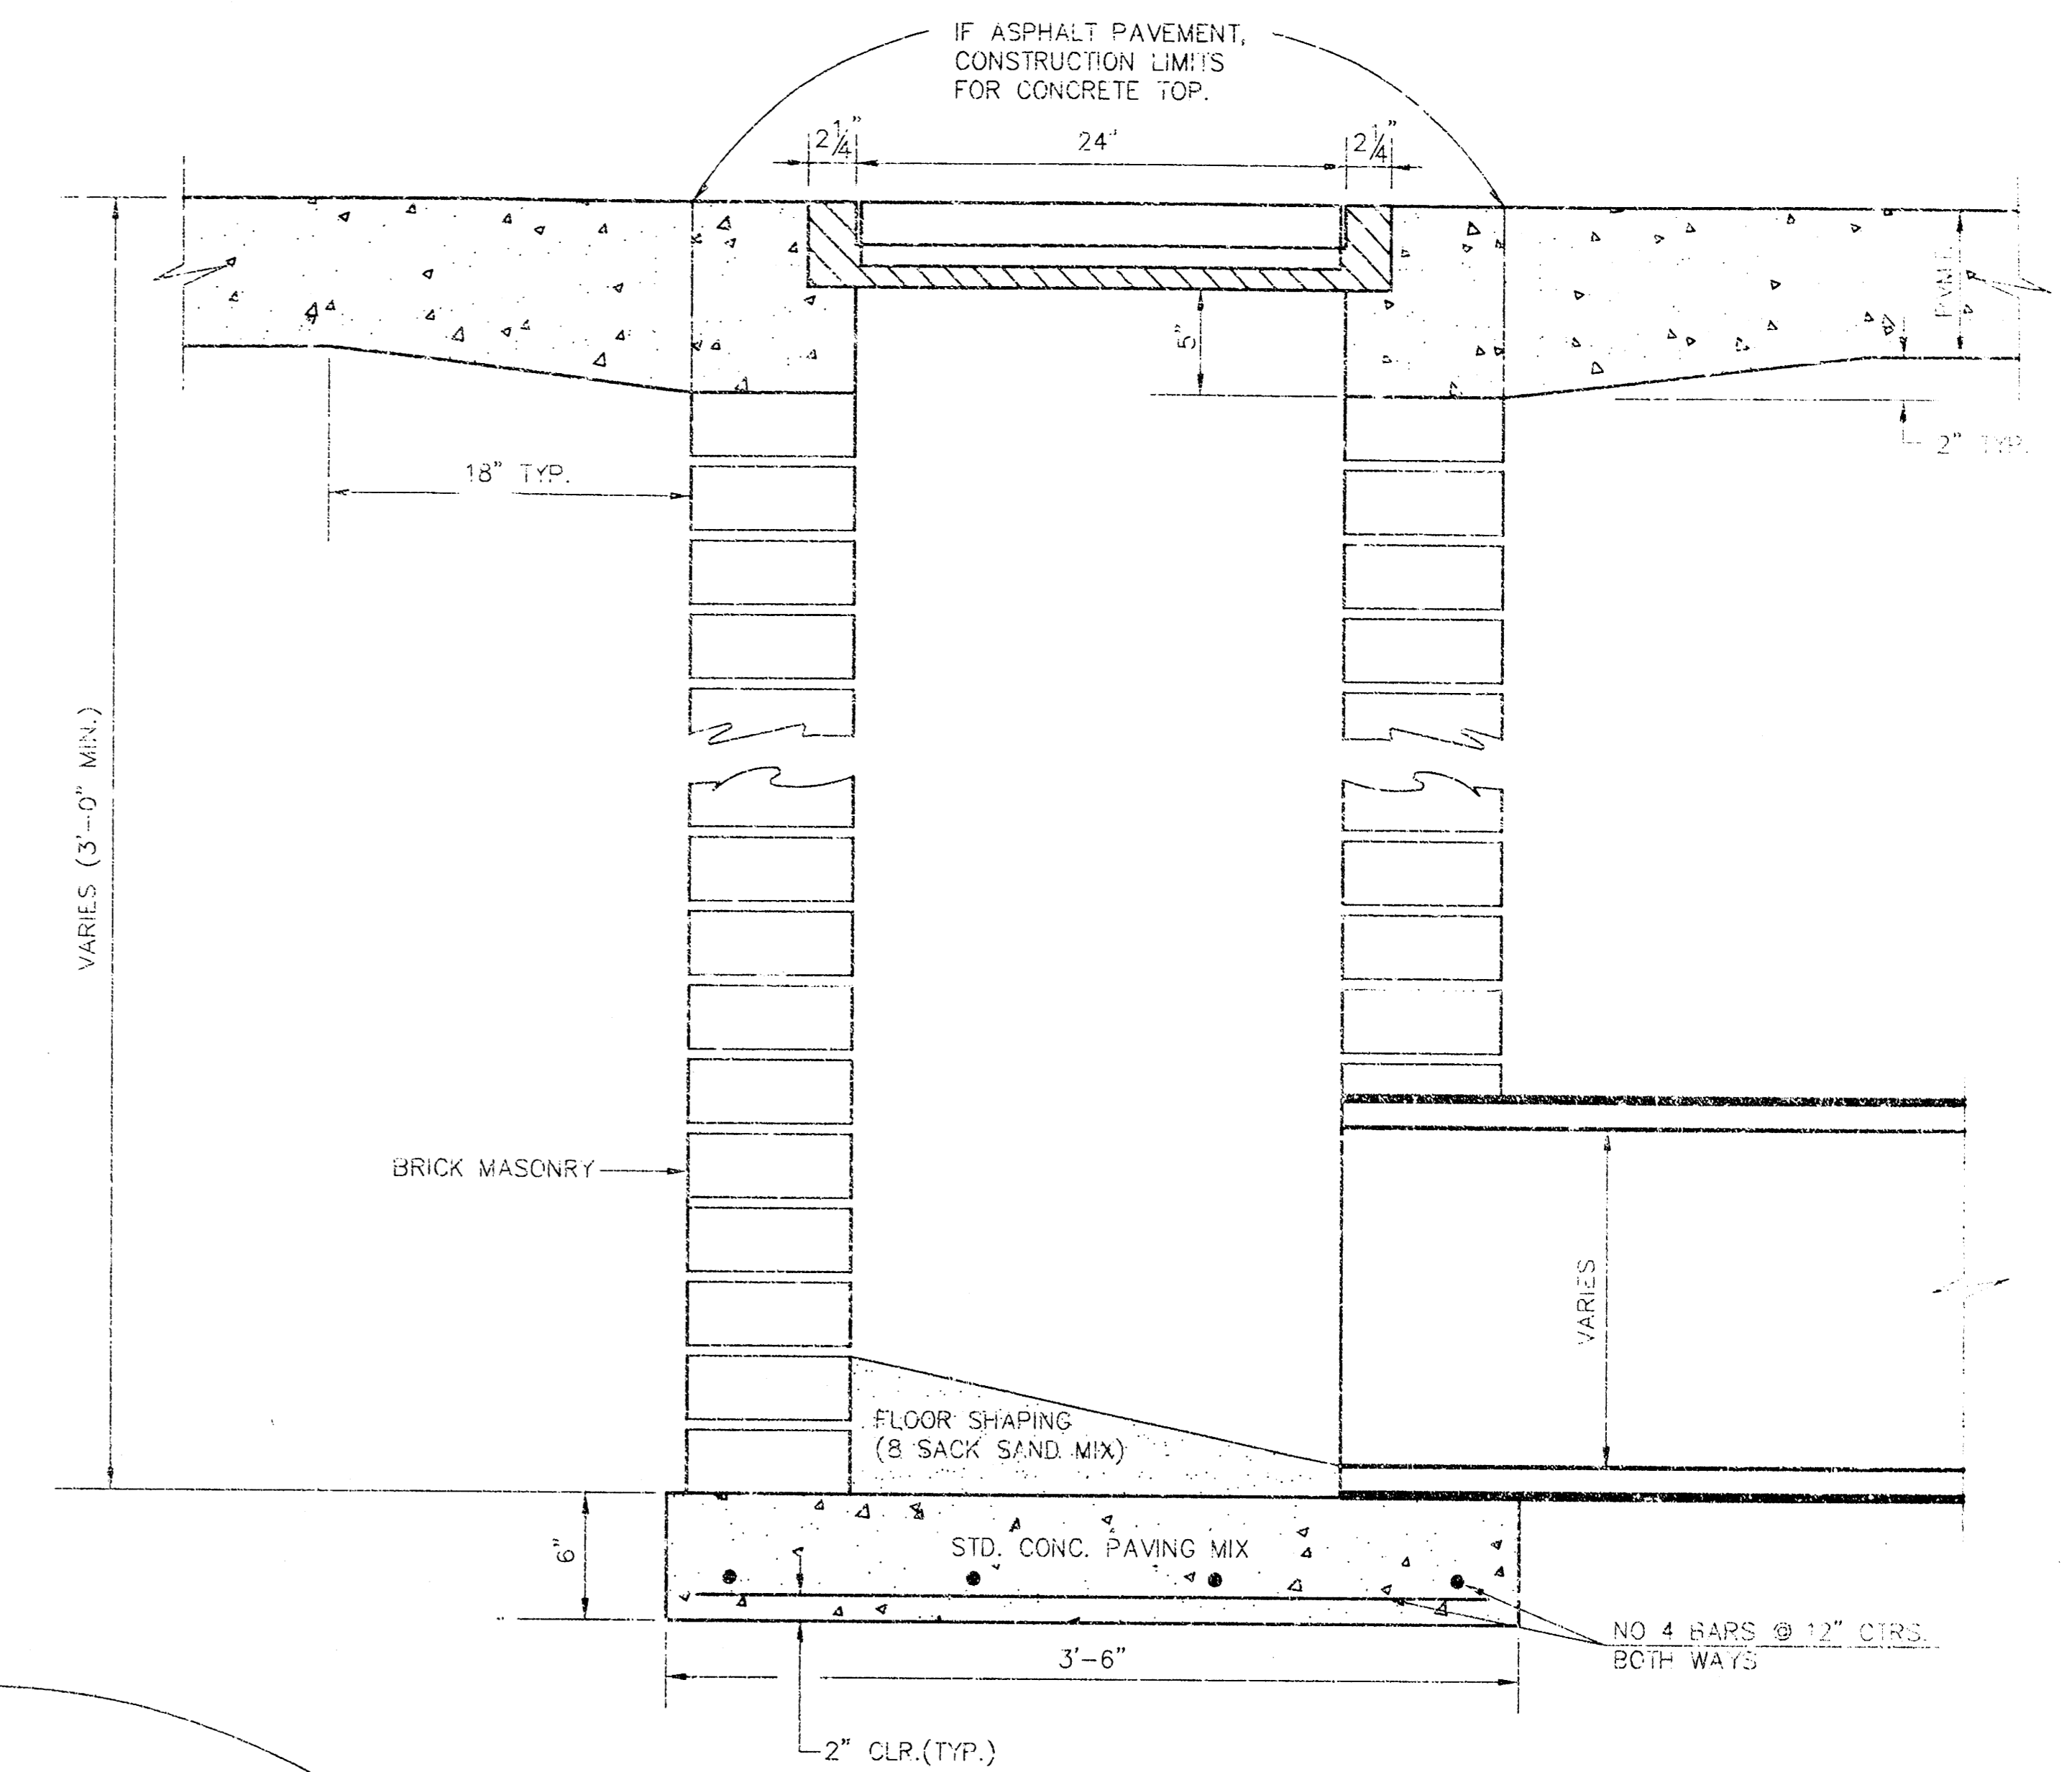 IF ASPHALT PAVEMENT,
CONSTRUCTION LIMITS
FOR CONCRETE TOP.
2¼"
24"
2¼"
PVMT
5"
2" TYP.
18" TYP.
VARIES (3'-0" MIN.)
BRICK MASONRY
VARIES
FLOOR SHAPING
(8 SACK SAND MIX)
6"
STD. CONC. PAVING MIX
NO 4 BARS @ 12" CTRS.
BOTH WAYS
3'-6"
2" CLR.(TYP.)